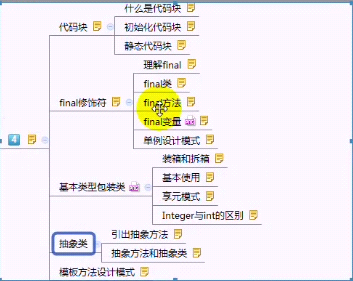 什么是代码块
代码块
初始化代码块
静态代码块
理解final
final类
final修饰符
final方法
final变量
单例设计模式
4
装箱和拆箱
基本类型包装类
基本使用
享元模式
Integer与int的区别
抽象类
引出抽象方法
抽象方法和抽象类
模板方法设计模式